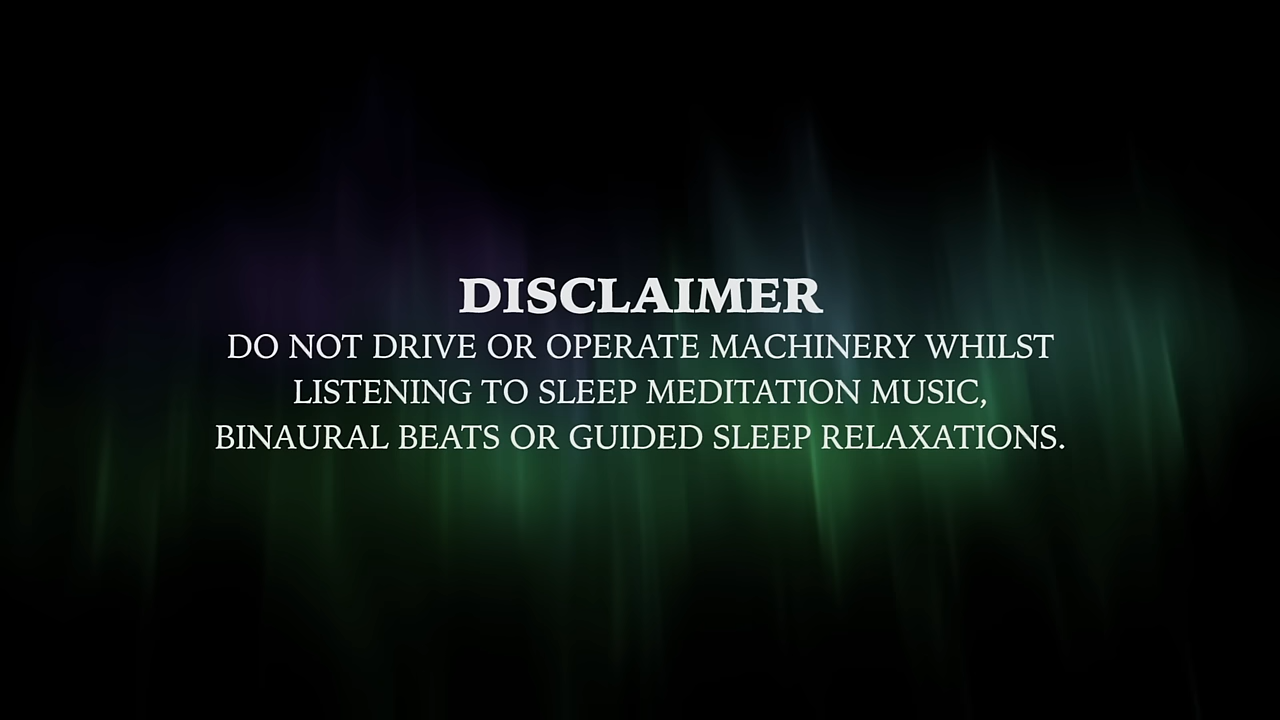 DISCLAIMER
DO NOT DRIVE OR OPERATE MACHINERY WHILST
LISTENING TO SLEEP MEDITATION MUSIC,
BINAURAL BEATS OR GUIDED SLEEP RELAXATIONS.